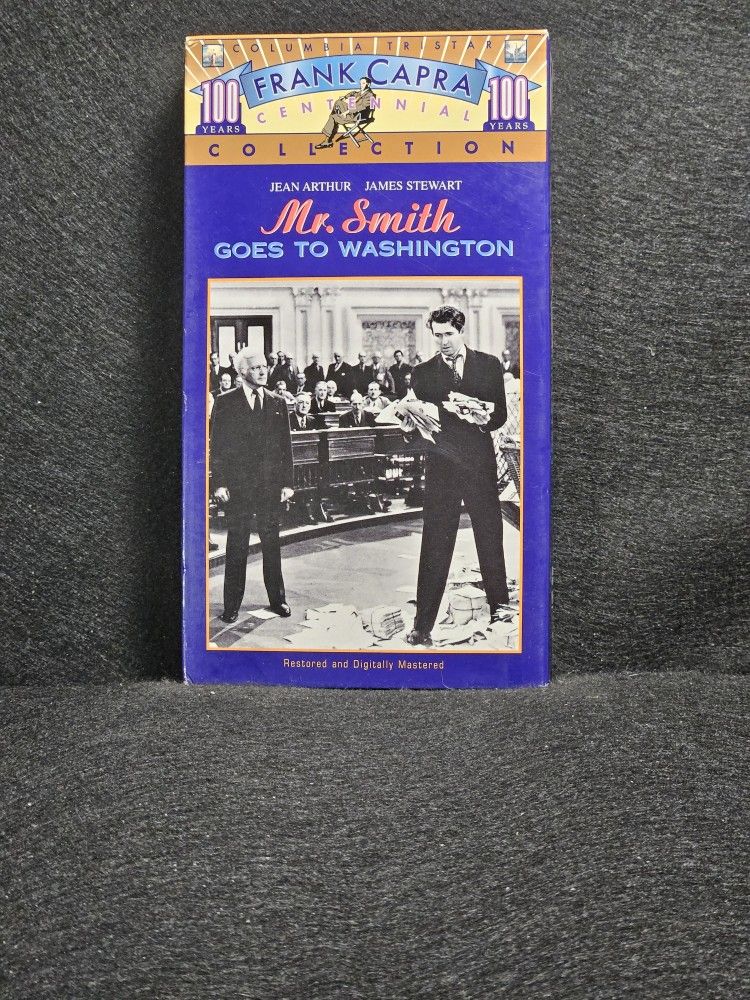 COLUMBIA TRISTAR
FRANK CAPRA
100 YEARS
CENTENNIAL
100 YEARS
COLLECTION
JEAN ARTHUR JAMES STEWART
Mr. Smith
GOES TO WASHINGTON
Restored and Digitally Mastered